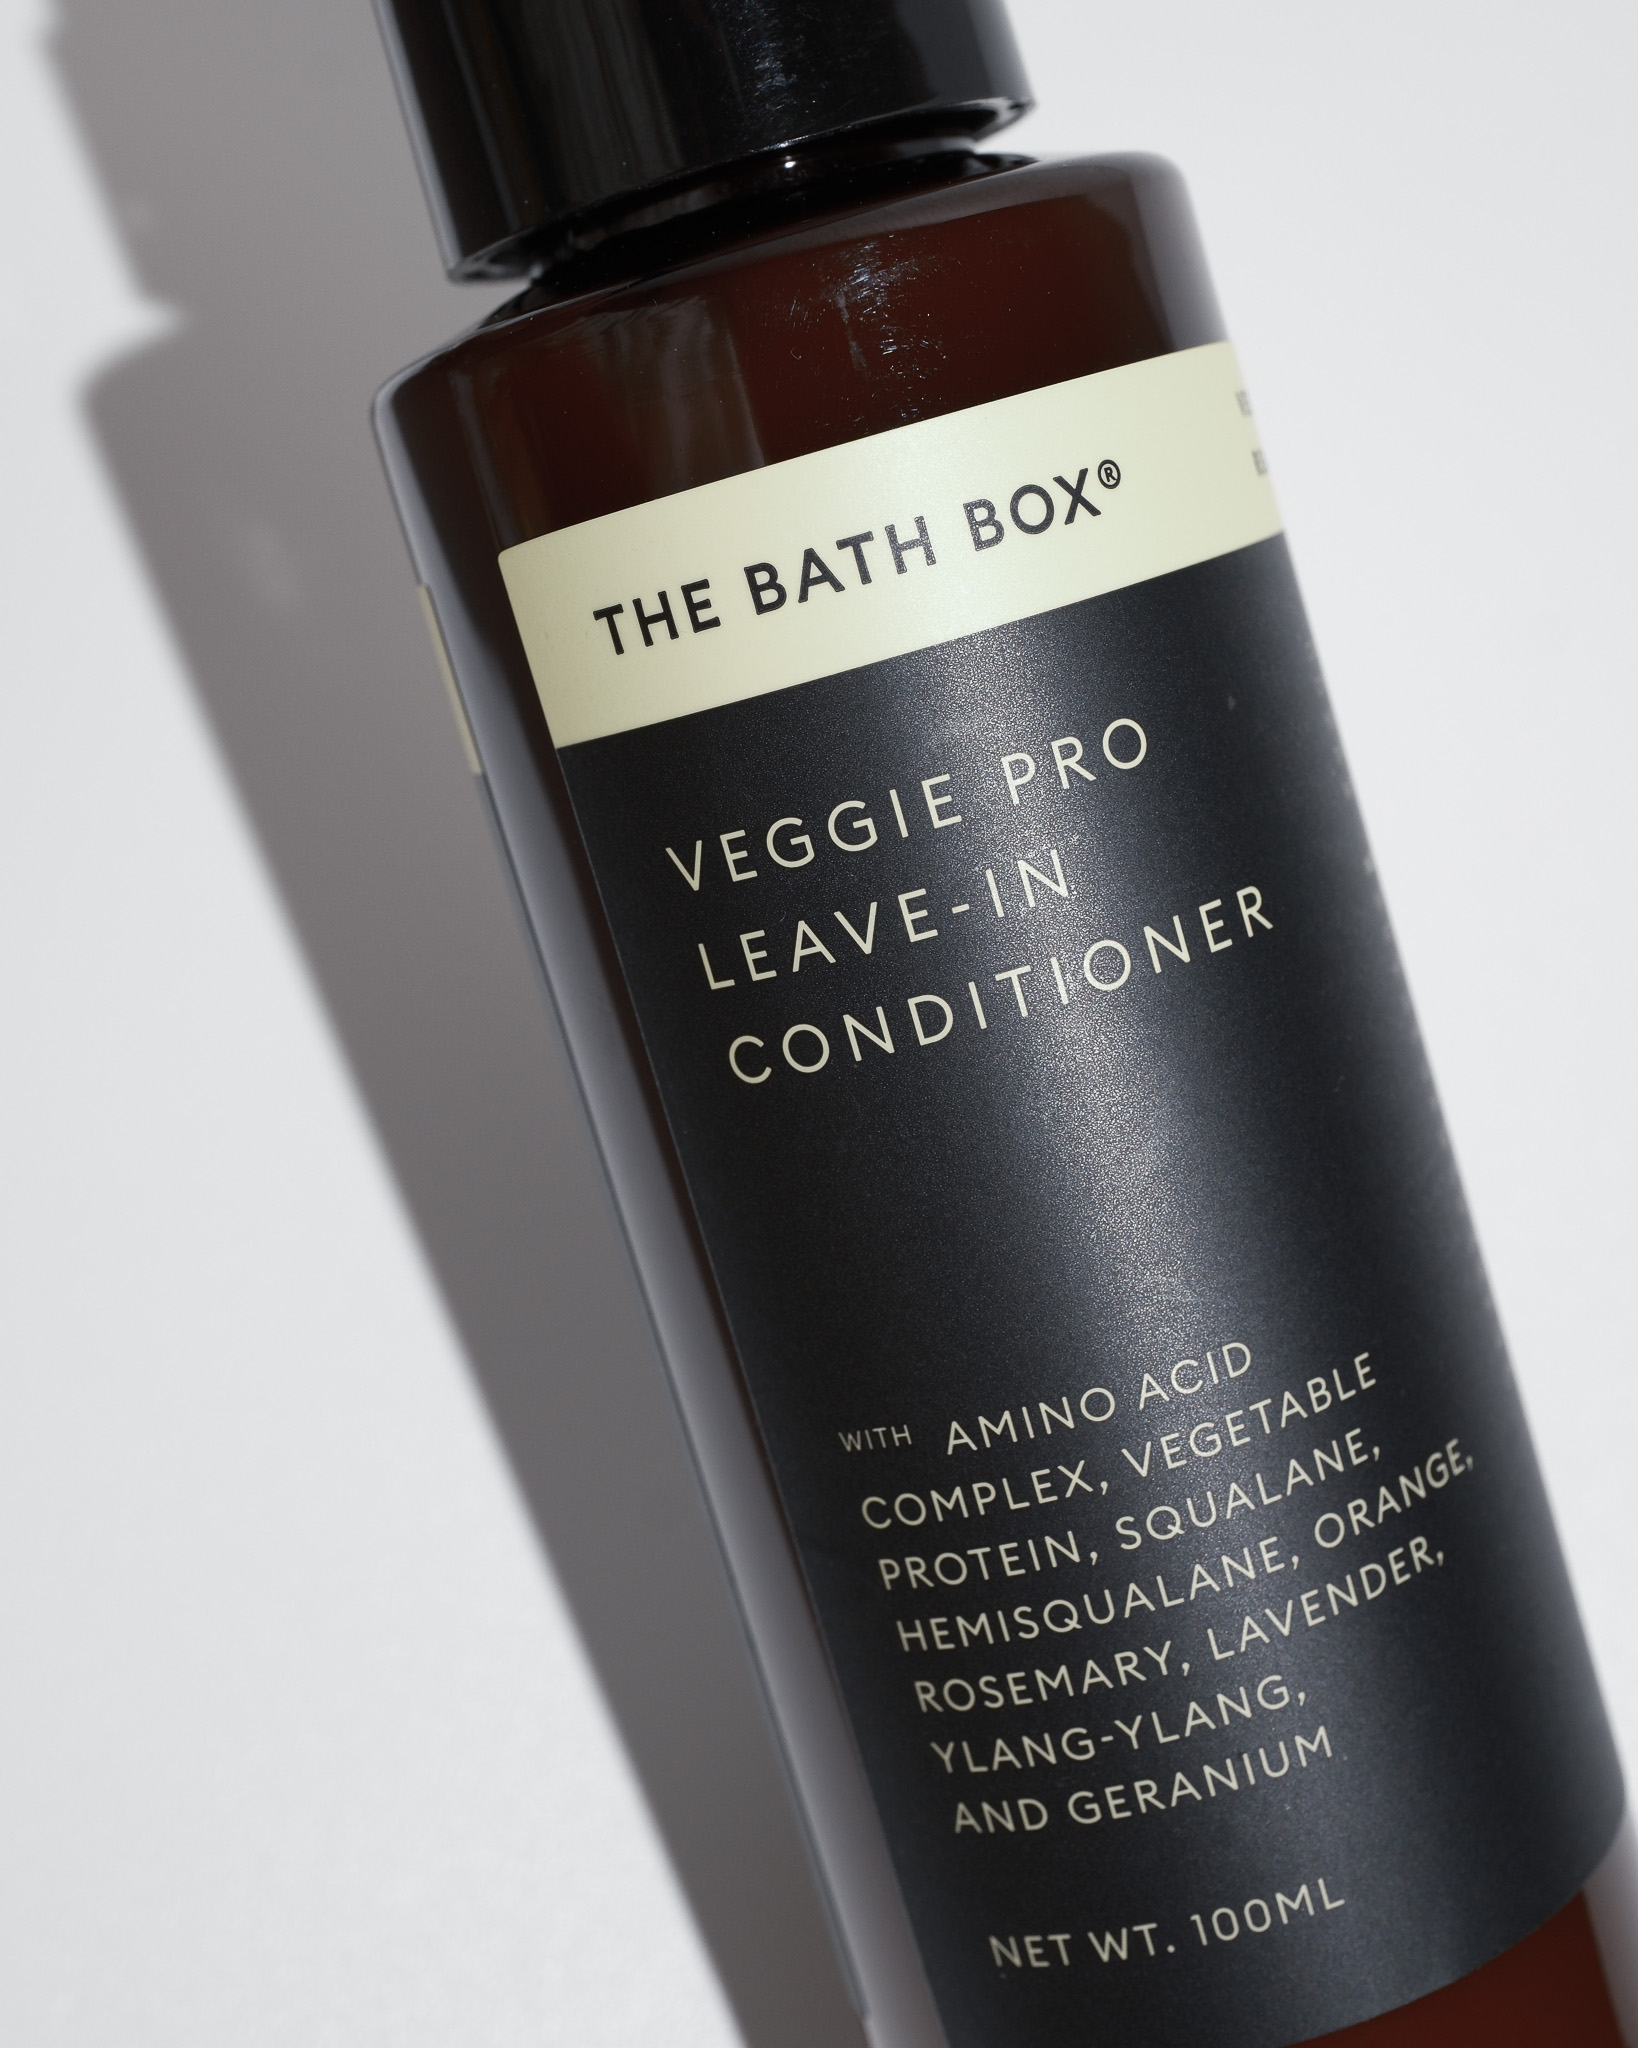 THE BATH BOX®
VEGGIE PRO
LEAVE-IN
CONDITIONER
WITH AMINO ACID
COMPLEX, VEGETABLE
PROTEIN, SQUALANE,
HEMISQUALANE, ORANGE,
ROSEMARY, LAVENDER,
YLANG-YLANG,
AND GERANIUM
NET WT. 100ML